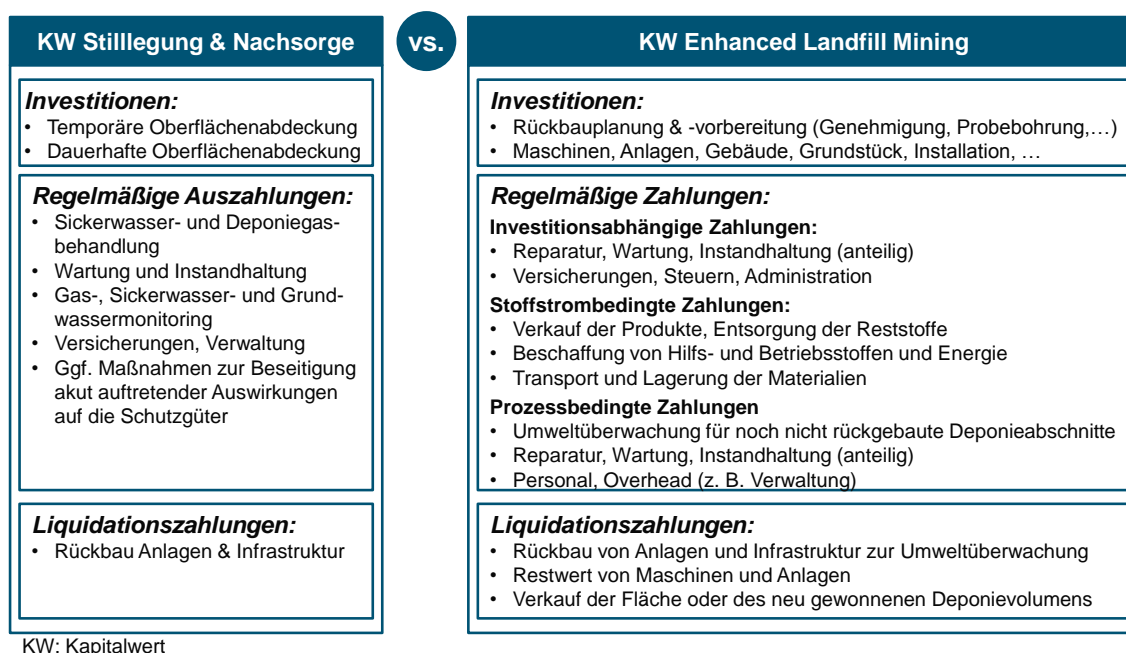 KW Stilllegung & Nachsorge
vs.
KW Enhanced Landfill Mining
Investitionen:
• Temporäre Oberflächenabdeckung
• Dauerhafte Oberflächenabdeckung
Regelmäßige Auszahlungen:
• Sickerwasser- und Deponiegas-
behandlung
• Wartung und Instandhaltung
• Gas-, Sickerwasser- und Grund-
wassermonitoring
• Versicherungen, Verwaltung
• Ggf. Maßnahmen zur Beseitigung
akut auftretender Auswirkungen
auf die Schutzgüter
Liquidationszahlungen:
• Rückbau Anlagen & Infrastruktur
Investitionen:
• Rückbauplanung & -vorbereitung (Genehmigung, Probebohrung,…)
• Maschinen, Anlagen, Gebäude, Grundstück, Installation, …
Regelmäßige Zahlungen:
Investitionsabhängige Zahlungen:
• Reparatur, Wartung, Instandhaltung (anteilig)
• Versicherungen, Steuern, Administration
Stoffstrombedingte Zahlungen:
• Verkauf der Produkte, Entsorgung der Reststoffe
• Beschaffung von Hilfs- und Betriebsstoffen und Energie
• Transport und Lagerung der Materialien
Prozessbedingte Zahlungen
• Umweltüberwachung für noch nicht rückgebaute Deponieabschnitte
• Reparatur, Wartung, Instandhaltung (anteilig)
• Personal, Overhead (z. B. Verwaltung)
Liquidationszahlungen:
• Rückbau von Anlagen und Infrastruktur zur Umweltüberwachung
• Restwert von Maschinen und Anlagen
• Verkauf der Fläche oder des neu gewonnenen Deponievolumens
KW: Kapitalwert